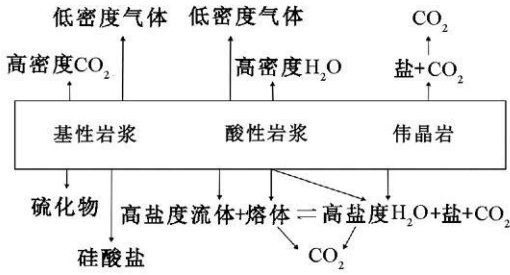 低密度气体 低密度气体 CO₂
高密度CO₂ 高密度H₂O 盐+CO₂
基性岩浆 酸性岩浆 伟晶岩
硫化物 高盐度流体+熔体⇌高盐度H₂O+盐+CO₂
硅酸盐 CO₂